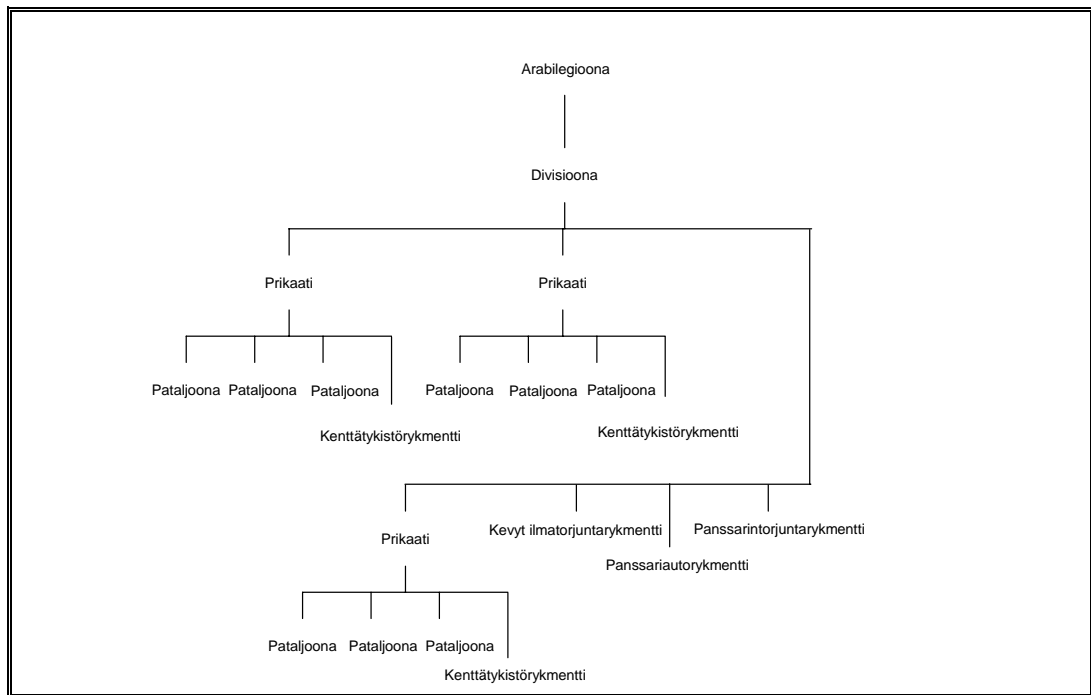 Arabilegioona
Divisioona
Prikaati Prikaati
Pataljoona Pataljoona Pataljoona Pataljoona Pataljoona Pataljoona
Kenttätykistörykmentti Kenttätykistörykmentti
Prikaati Kevyt ilmatorjuntarykmentti Panssarintorjuntarykmentti
Panssariautorykmentti
Pataljoona Pataljoona Pataljoona
Kenttätykistörykmentti